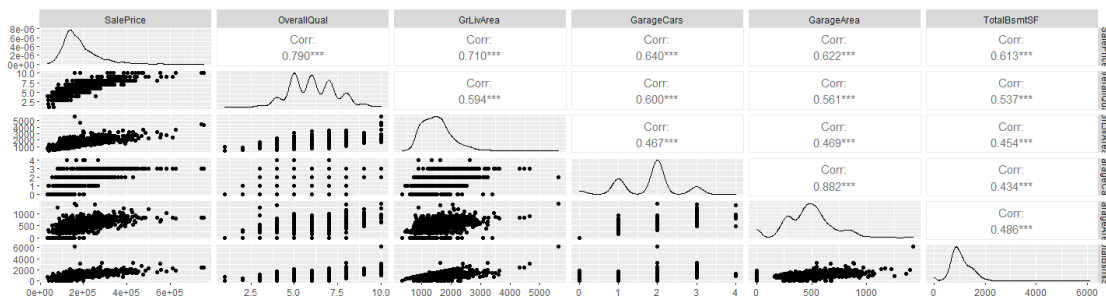 SalePrice OverallQual GrLivArea GarageCars GarageArea TotalBsmtSF
8e-06
6e-06
4e-06
2e-06
0e+00
Corr:
0.790***
Corr:
0.710***
Corr:
0.640***
Corr:
0.622***
Corr:
0.613***
10.0
7.5
5.0
2.5
Corr:
0.594***
Corr:
0.600***
Corr:
0.561***
Corr:
0.537***
5000
4000
3000
2000
1000
Corr:
0.467***
Corr:
0.469***
Corr:
0.454***
4
3
2
1
0
Corr:
0.882***
Corr:
0.434***
1000
500
0
Corr:
0.486***
6000
4000
2000
0
0e+00 2e+05 4e+05 6e+05 2.5 5.0 7.5 10.0 1000 2000 3000 4000 5000 0 1 2 3 4 0 500 1000 0 1000 2000 3000 4000 5000 6000